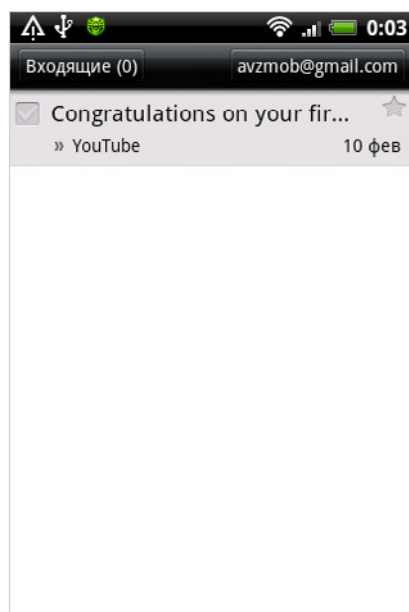 0:03
Входящие (0)
avzmob@gmail.com
Congratulations on your fir...
» YouTube
10 фев